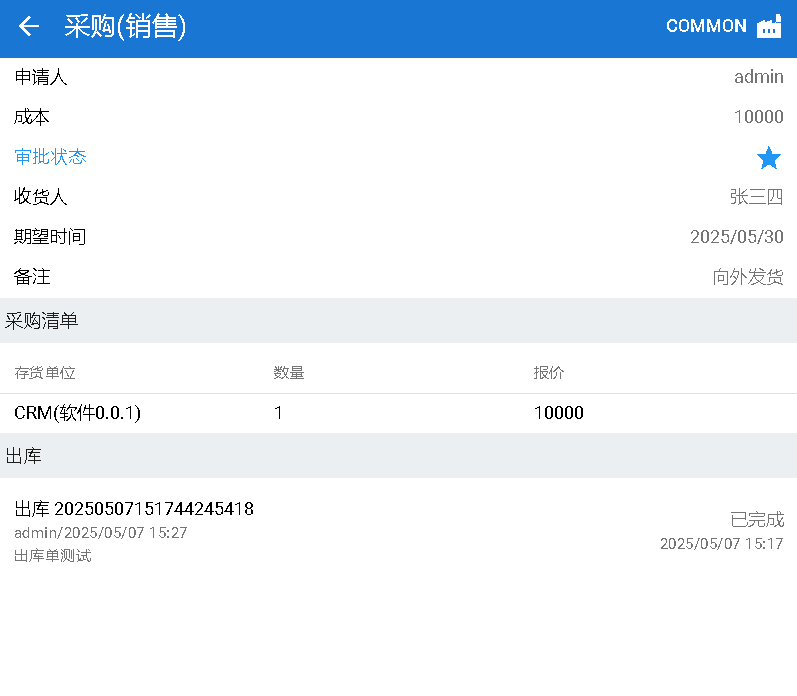 采购(销售)
COMMON
申请人 admin
成本 10000
审批状态
收货人 张三四
期望时间 2025/05/30
备注 向外发货
采购清单
存货单位 数量 报价
CRM(软件0.0.1) 1 10000
出库
出库 20250507151744245418
已完成
admin/2025/05/07 15:27
2025/05/07 15:17
出库单测试